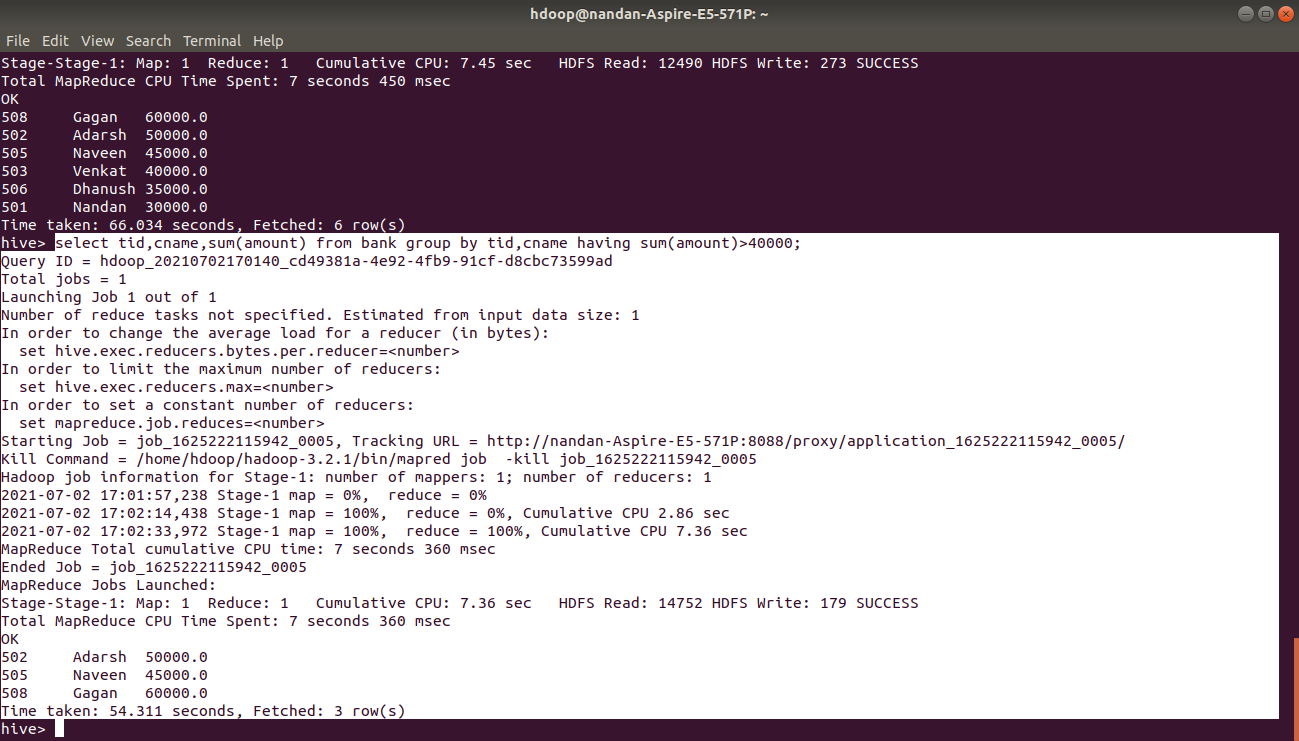 hdoop@nandan-Aspire-E5-571P: ~
File Edit View Search Terminal Help
Stage-Stage-1: Map: 1  Reduce: 1   Cumulative CPU: 7.45 sec   HDFS Read: 12490 HDFS Write: 273 SUCCESS
Total MapReduce CPU Time Spent: 7 seconds 450 msec
OK
508     Gagan   60000.0
502     Adarsh  50000.0
505     Naveen  45000.0
503     Venkat  40000.0
506     Dhanush 35000.0
501     Nandan  30000.0
Time taken: 66.034 seconds, Fetched: 6 row(s)
hive> select tid,cname,sum(amount) from bank group by tid,cname having sum(amount)>40000;
Query ID = hdoop_20210702170140_cd49381a-4e92-4fb9-91cf-d8cbc73599ad
Total jobs = 1
Launching Job 1 out of 1
Number of reduce tasks not specified. Estimated from input data size: 1
In order to change the average load for a reducer (in bytes):
  set hive.exec.reducers.bytes.per.reducer=<number>
In order to limit the maximum number of reducers:
  set hive.exec.reducers.max=<number>
In order to set a constant number of reducers:
  set mapreduce.job.reduces=<number>
Starting Job = job_1625222115942_0005, Tracking URL = http://nandan-Aspire-E5-571P:8088/proxy/application_1625222115942_0005/
Kill Command = /home/hdoop/hadoop-3.2.1/bin/mapred job  -kill job_1625222115942_0005
Hadoop job information for Stage-1: number of mappers: 1; number of reducers: 1
2021-07-02 17:01:57,238 Stage-1 map = 0%,  reduce = 0%
2021-07-02 17:02:14,438 Stage-1 map = 100%,  reduce = 0%, Cumulative CPU 2.86 sec
2021-07-02 17:02:33,972 Stage-1 map = 100%,  reduce = 100%, Cumulative CPU 7.36 sec
MapReduce Total cumulative CPU time: 7 seconds 360 msec
Ended Job = job_1625222115942_0005
MapReduce Jobs Launched:
Stage-Stage-1: Map: 1  Reduce: 1   Cumulative CPU: 7.36 sec   HDFS Read: 14752 HDFS Write: 179 SUCCESS
Total MapReduce CPU Time Spent: 7 seconds 360 msec
OK
502     Adarsh  50000.0
505     Naveen  45000.0
508     Gagan   60000.0
Time taken: 54.311 seconds, Fetched: 3 row(s)
hive>